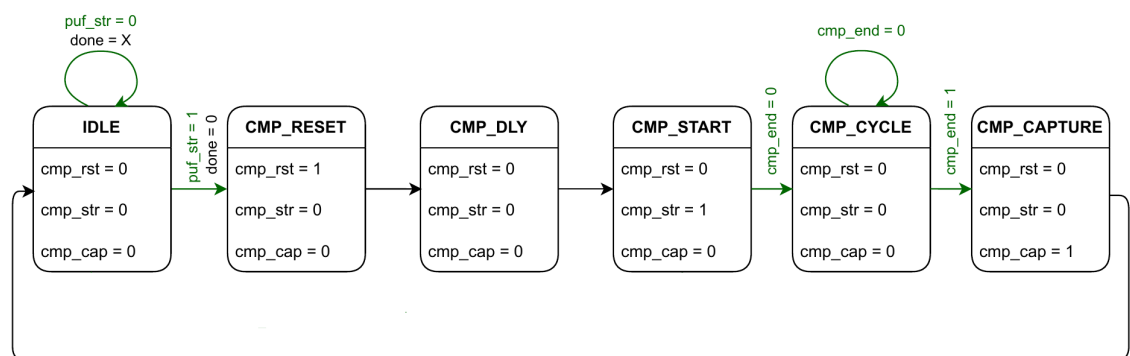 puf_str = 0
done = X
IDLE
cmp_rst = 0
cmp_str = 0
cmp_cap = 0
puf_str = 1
done = 0
CMP_RESET
cmp_rst = 1
cmp_str = 0
cmp_cap = 0
CMP_DLY
cmp_rst = 0
cmp_str = 0
cmp_cap = 0
CMP_START
cmp_rst = 0
cmp_str = 1
cmp_cap = 0
cmp_end = 0
cmp_end = 0
CMP_CYCLE
cmp_rst = 0
cmp_str = 0
cmp_cap = 0
cmp_end = 1
CMP_CAPTURE
cmp_rst = 0
cmp_str = 0
cmp_cap = 1